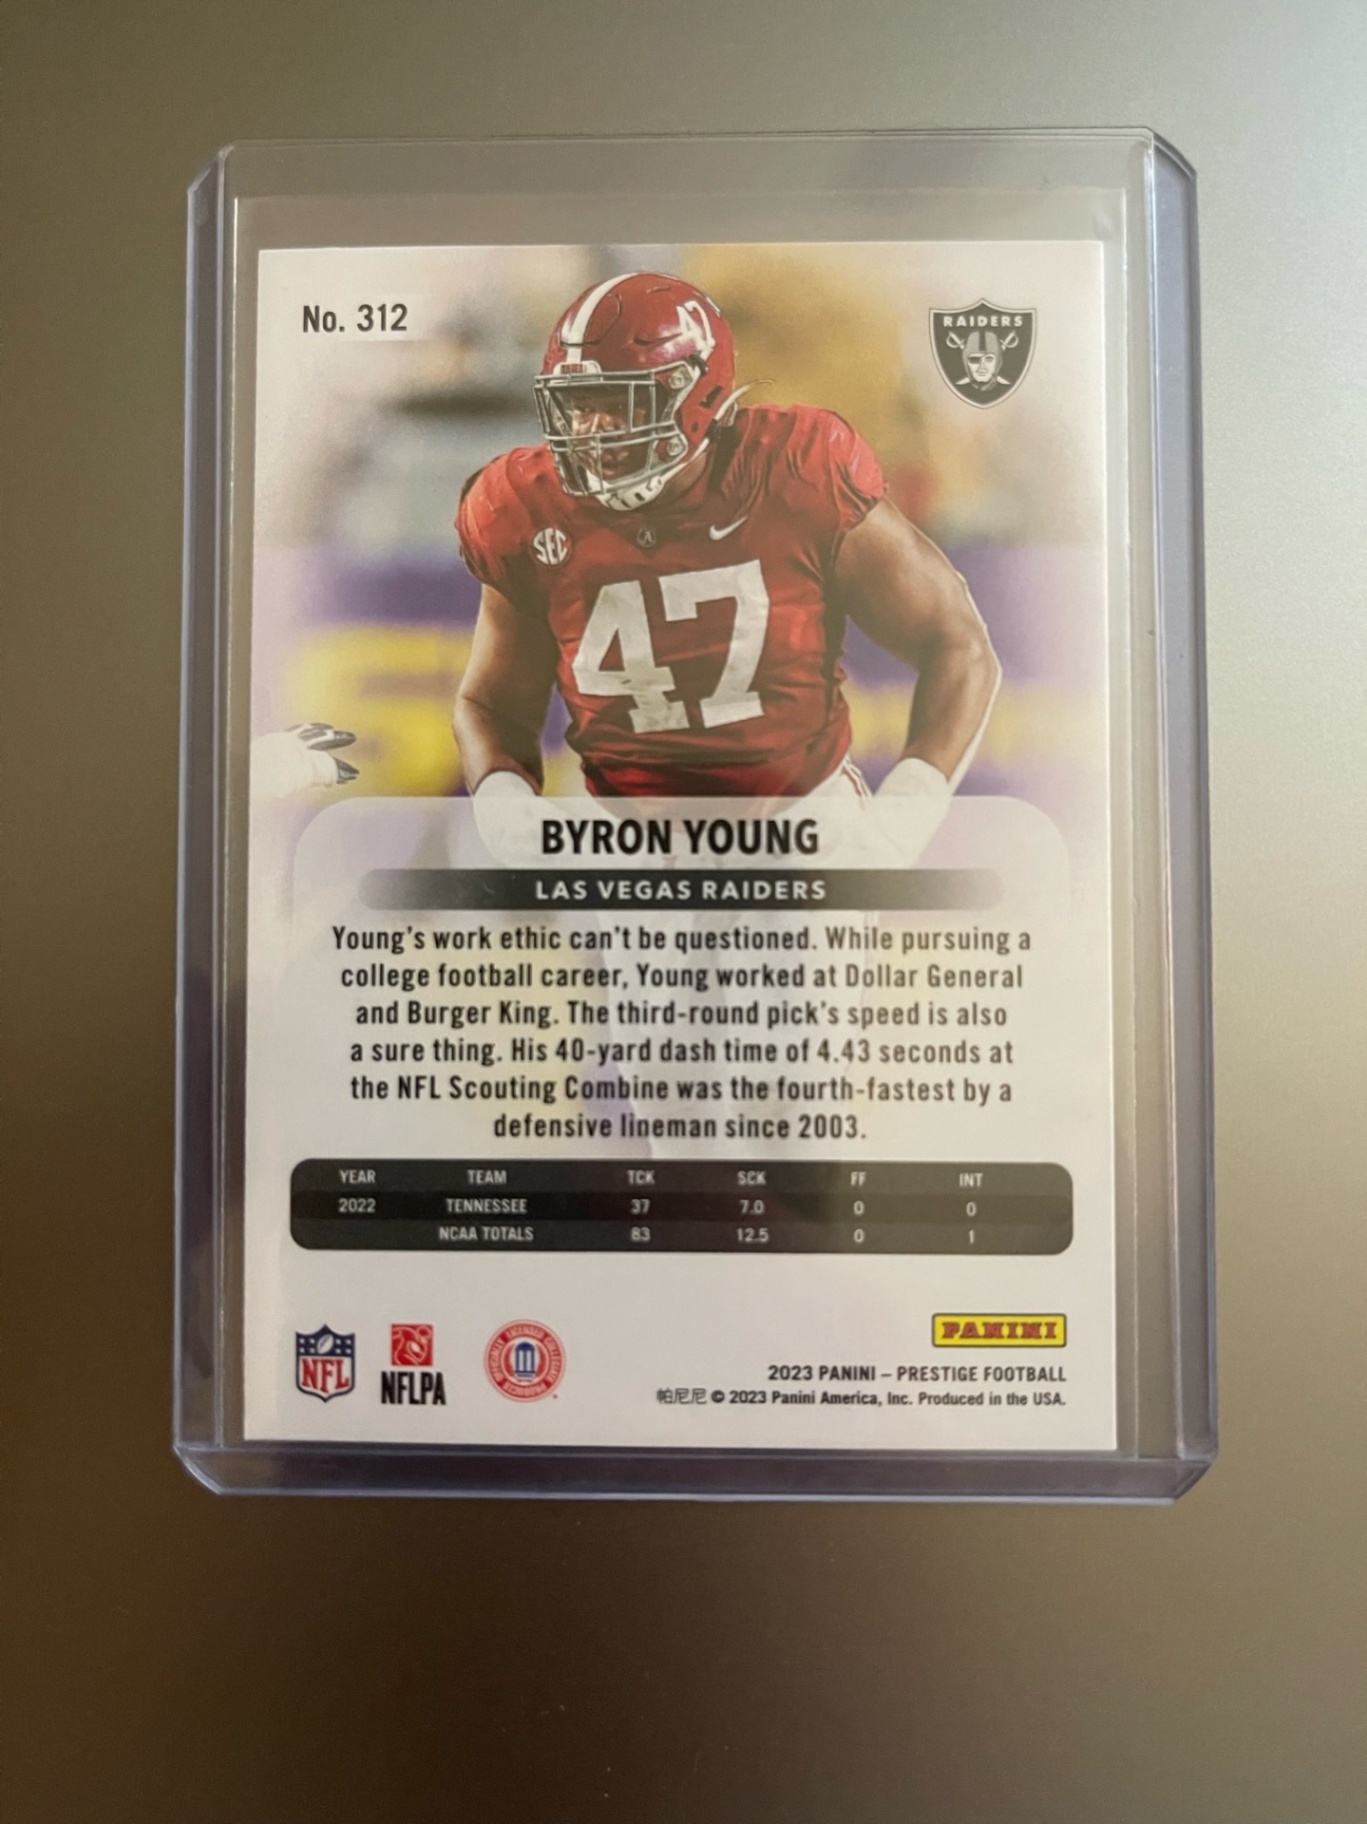 No. 312
RAIDERS
47
SEC
A
47
BYRON YOUNG
LAS VEGAS RAIDERS
Young's work ethic can't be questioned. While pursuing a
college football career, Young worked at Dollar General
and Burger King. The third-round pick's speed is also
a sure thing. His 40-yard dash time of 4.43 seconds at
the NFL Scouting Combine was the fourth-fastest by a
defensive lineman since 2003.
YEAR TEAM TCK SCK FF INT
2022 TENNESSEE 37 7.0 0 0
NCAA TOTALS 83 12.5 0 1
NFL
NFLPA
OFFICIALLY LICENSED COLLEGIATE PRODUCTS
PANINI
2023 PANINI – PRESTIGE FOOTBALL
帕尼尼 © 2023 Panini America, Inc. Produced in the USA.